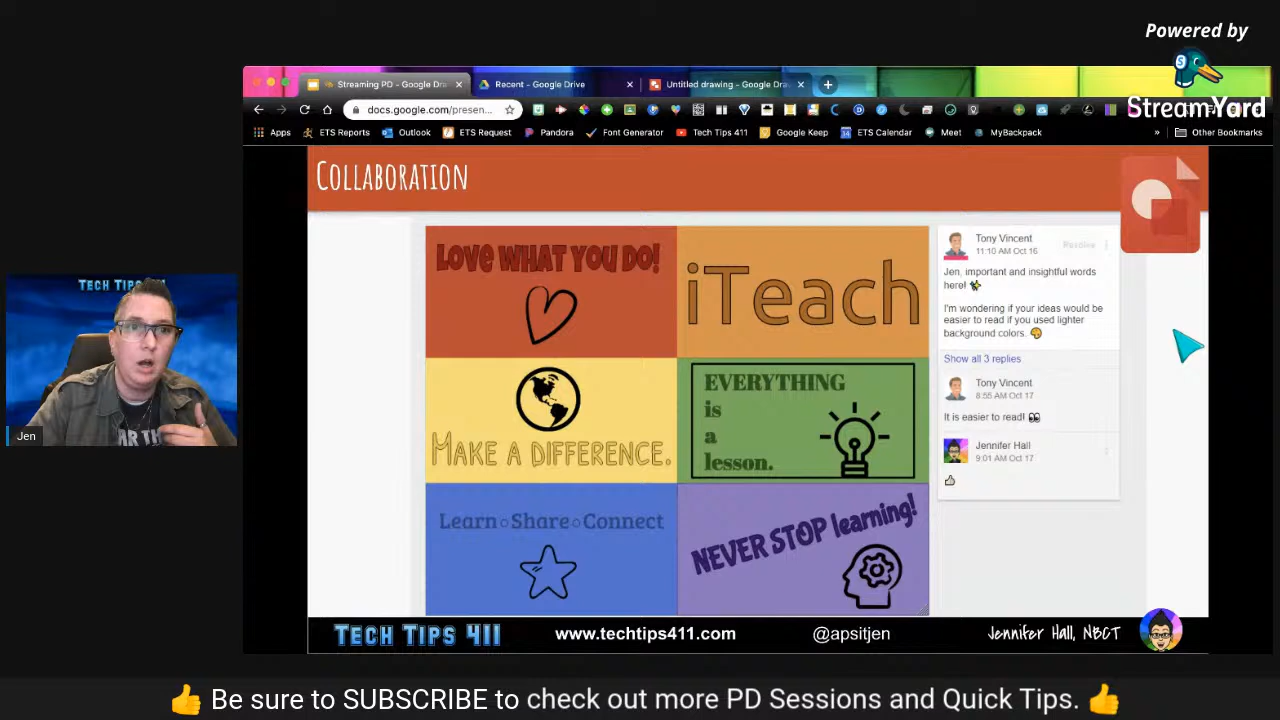 Powered by
StreamYard
Streaming PD - Google Dri
Recent - Google Drive
Untitled drawing - Google Dra
docs.google.com/presen...
Apps
ETS Reports
Outlook
ETS Request
Pandora
Font Generator
Tech Tips 411
Google Keep
ETS Calendar
Meet
MyBackpack
»
Other Bookmarks
Collaboration
Love WHAT YOU DO!
iTeach
MAKE A DIFFERENCE.
EVERYTHING
is
a
lesson.
Learn○Share○Connect
NEVER STOP learning!
Tony Vincent
11:10 AM Oct 16
Resolve
Jen, important and insightful words
here! ✨
I'm wondering if your ideas would be
easier to read if you used lighter
background colors. 🎨
Show all 3 replies
Tony Vincent
8:55 AM Oct 17
It is easier to read! 👀
Jennifer Hall
9:01 AM Oct 17
👍
TECH TIPS
Jen
TECH TIPS 411
www.techtips411.com
@apsitjen
Jennifer Hall, NBCT
👍 Be sure to SUBSCRIBE to check out more PD Sessions and Quick Tips. 👍